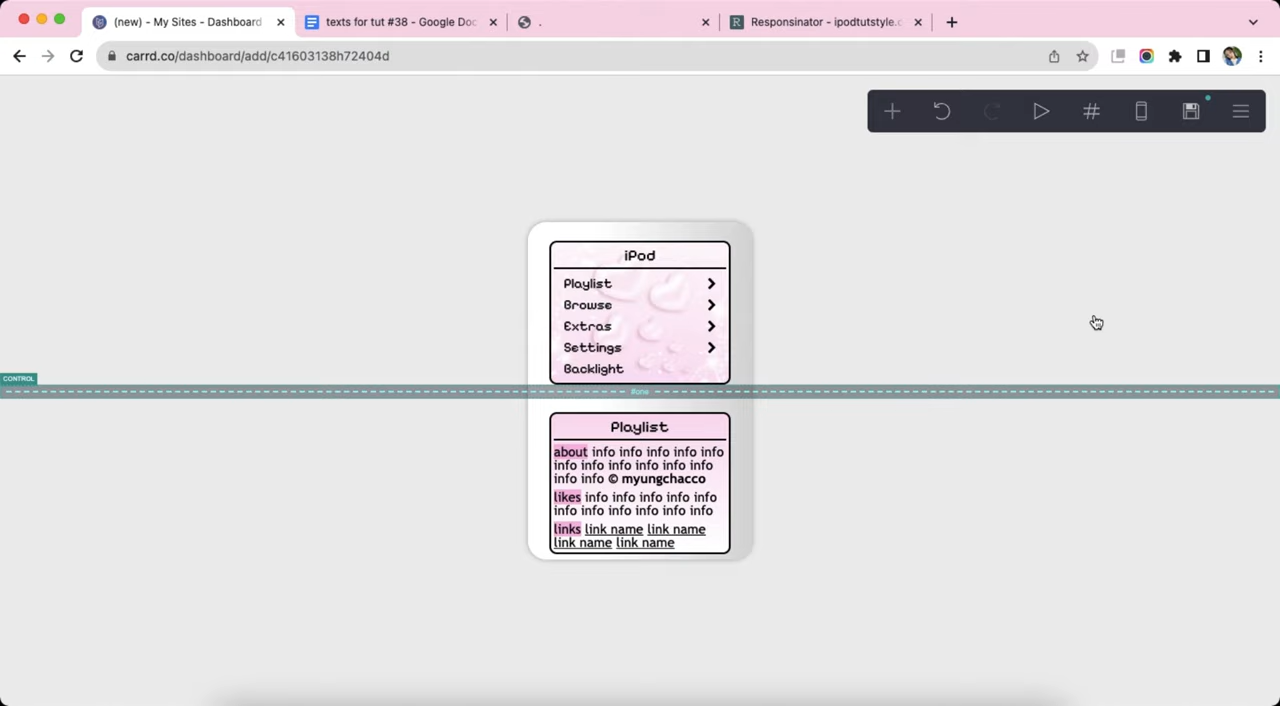 (new) - My Sites - Dashboard
texts for tut #38 - Google Doc
.
Responsinator - ipodtutstyle.c
carrd.co/dashboard/add/c41603138h72404d
iPod
Playlist
Browse
Extras
Settings
Backlight
CONTROL
Playlist
about info info info info info
info info info info info info
info info © myungchacco
likes info info info info info
info info info info info info
links link name link name
link name link name